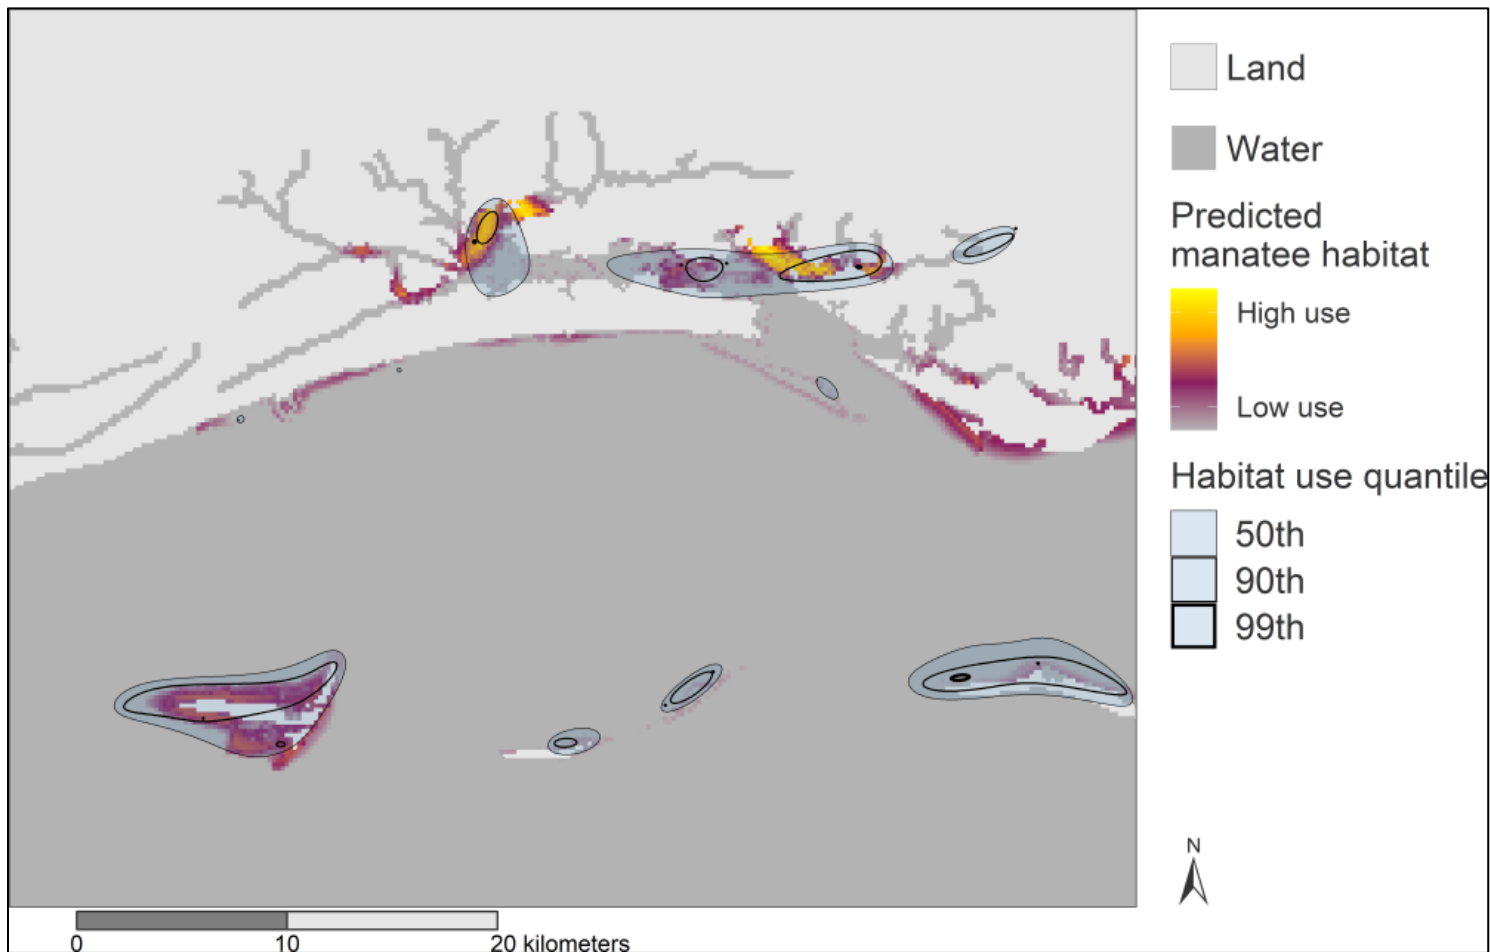 Land
Water
Predicted
manatee habitat
High use
Low use
Habitat use quantile
50th
90th
99th
N
0 10 20 kilometers